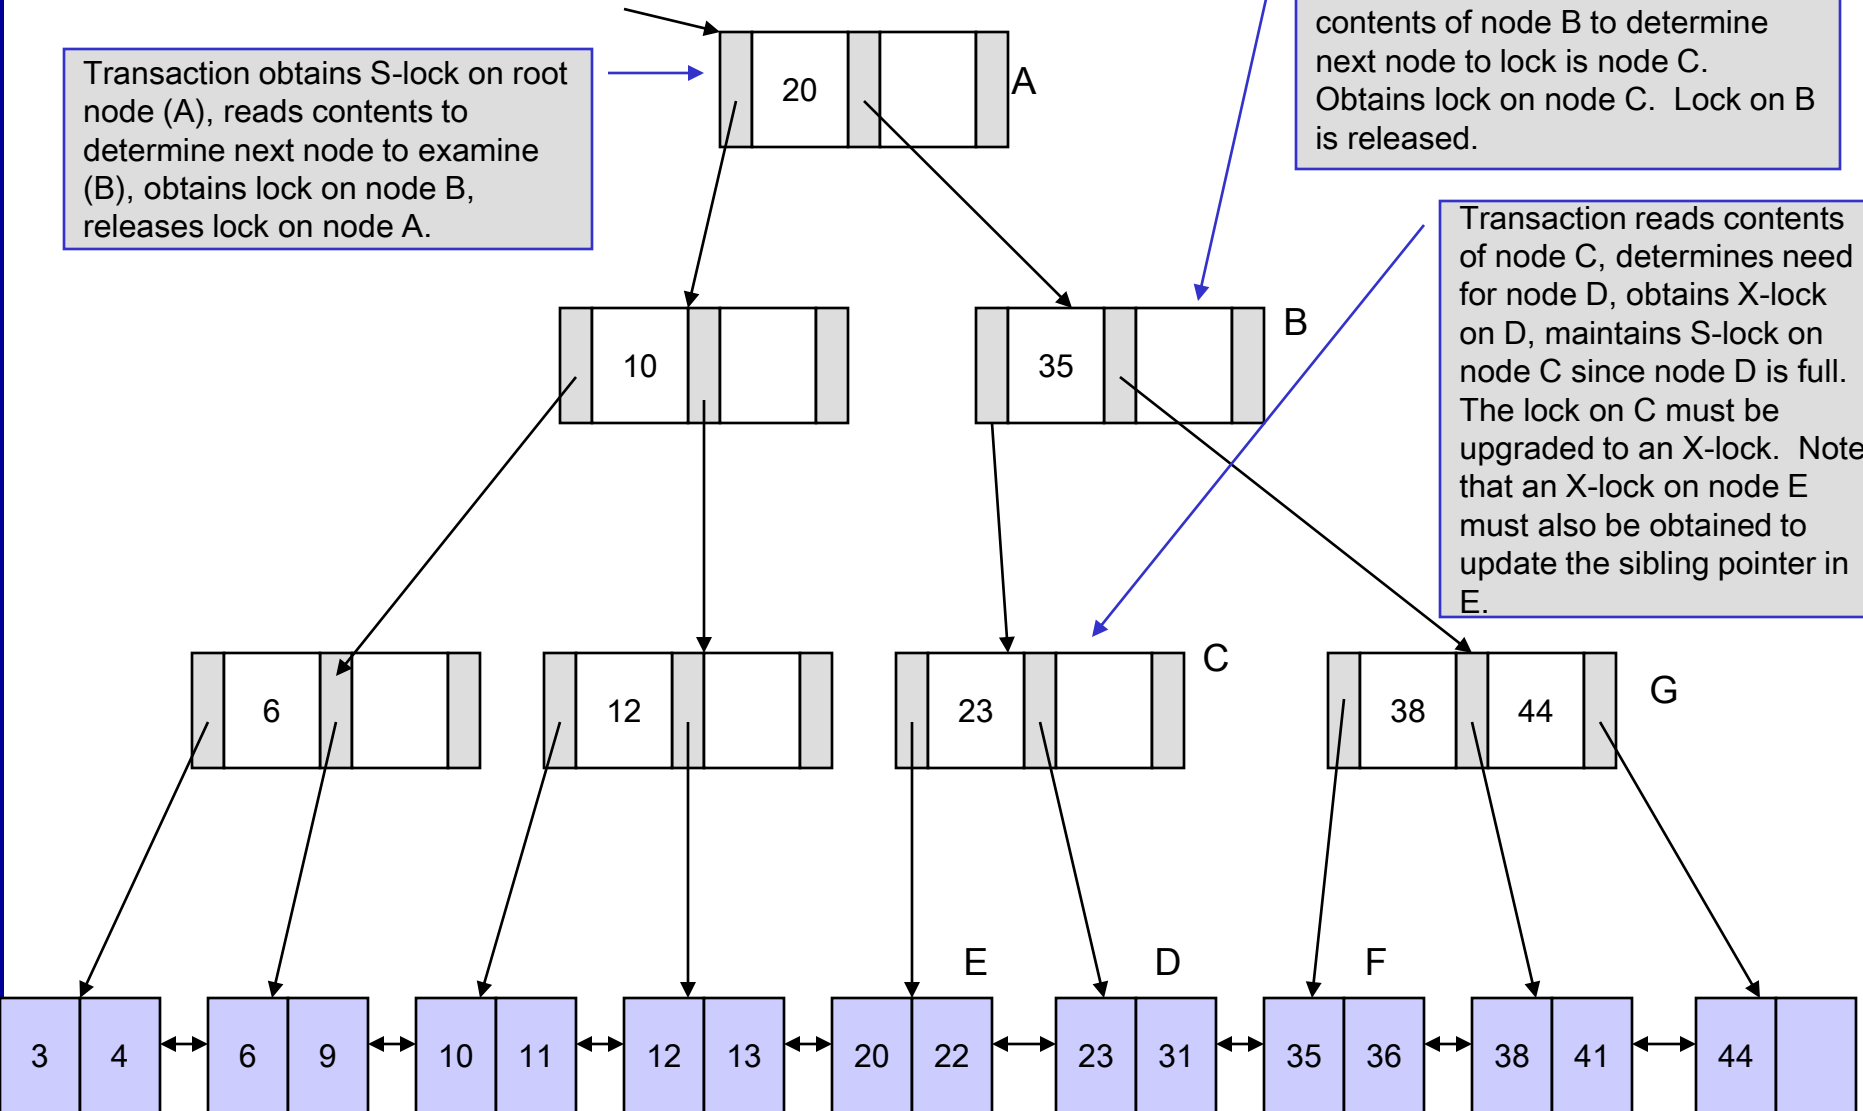 contents of node B to determine
next node to lock is node C.
Obtains lock on node C.  Lock on B
is released.
Transaction obtains S-lock on root
node (A), reads contents to
determine next node to examine
(B), obtains lock on node B,
releases lock on node A.
20
A
Transaction reads contents
of node C, determines need
for node D, obtains X-lock
on D, maintains S-lock on
node C since node D is full.
The lock on C must be
upgraded to an X-lock.  Note
that an X-lock on node E
must also be obtained to
update the sibling pointer in
E.
10
35
B
6
12
23
C
38
44
G
E
D
F
3
4
6
9
10
11
12
13
20
22
23
31
35
36
38
41
44